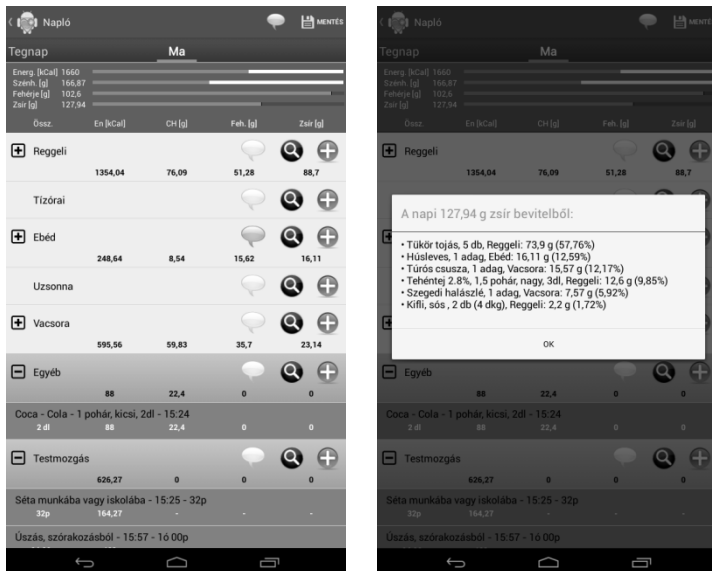 Napló
MENTÉS
Tegnap Ma
Energ. [kCal] 1660
Szénh. [g] 166,87
Fehérje [g] 102,6
Zsír [g] 127,94
Össz. En [kCal] CH [g] Feh. [g] Zsír [g]
Reggeli
1354,04 76,09 51,28 88,7
Tízórai
Ebéd
248,64 8,54 15,62 16,11
Uzsonna
Vacsora
595,56 59,83 35,7 23,14
Egyéb
88 22,4 0 0
Coca - Cola - 1 pohár, kicsi, 2dl - 15:24
2 dl 88 22,4 0 0
Testmozgás
626,27 0 0 0
Séta munkába vagy iskolába - 15:25 - 32p
32p 164,27 - - -
Úszás, szórakozásból - 15:57 - 1ó 00p
Napló
MENTÉS
Tegnap Ma
Energ. [kCal] 1660
Szénh. [g] 166,87
Fehérje [g] 102,6
Zsír [g] 127,94
Össz. En [kCal] CH [g] Feh. [g] Zsír [g]
Reggeli
1354,04 76,09 51,28 88,7
Tízórai
A napi 127,94 g zsír bevitelből:
• Tükör tojás, 5 db, Reggeli: 73,9 g (57,76%)
• Húsleves, 1 adag, Ebéd: 16,11 g (12,59%)
• Túrós csusza, 1 adag, Vacsora: 15,57 g (12,17%)
• Tehéntej 2.8%, 1,5 pohár, nagy, 3dl, Reggeli: 12,6 g (9,85%)
• Szegedi halászlé, 1 adag, Vacsora: 7,57 g (5,92%)
• Kifli, sós , 2 db (4 dkg), Reggeli: 2,2 g (1,72%)
OK
595,56 59,83 35,7 23,14
Egyéb
88 22,4 0 0
Coca - Cola - 1 pohár, kicsi, 2dl - 15:24
2 dl 88 22,4 0 0
Testmozgás
626,27 0 0 0
Séta munkába vagy iskolába - 15:25 - 32p
32p 164,27 - - -
Úszás, szórakozásból - 15:57 - 1ó 00p